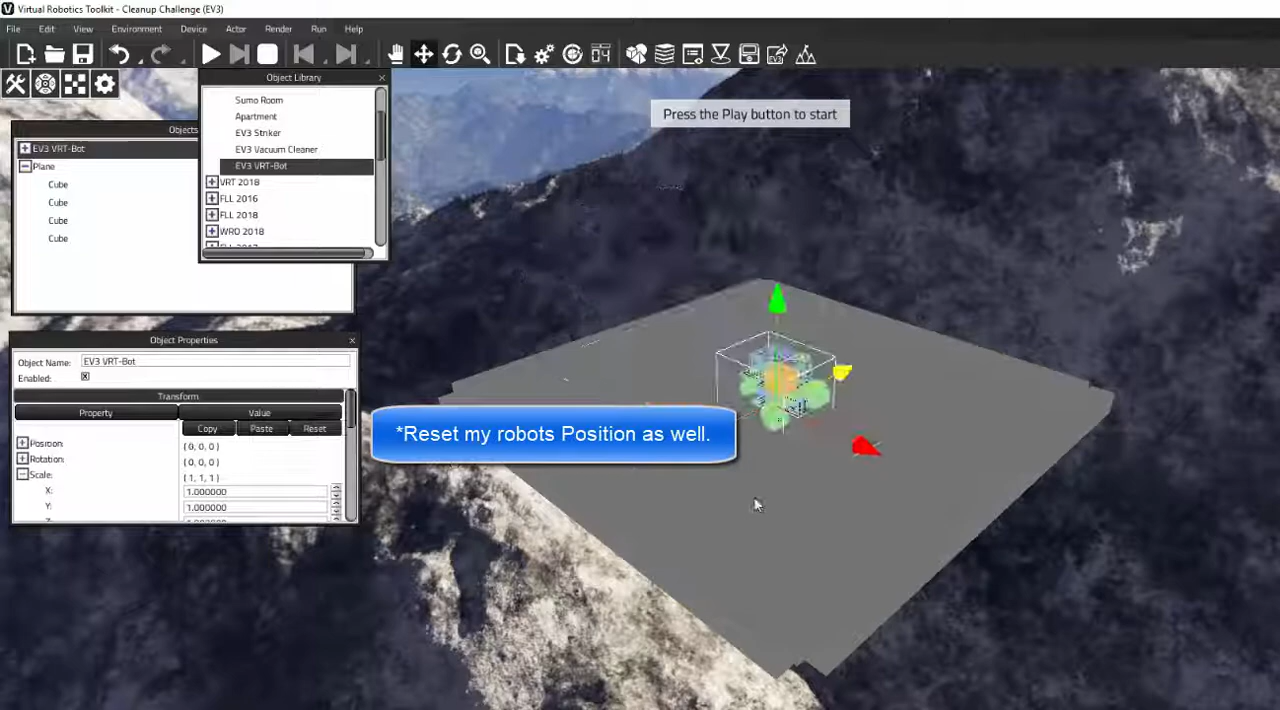 Virtual Robotics Toolkit - Cleanup Challenge (EV3)
File Edit View Environment Device Actor Render Run Help
Object Library
Sumo Room
Apartment
EV3 Striker
EV3 Vacuum Cleaner
EV3 VRT-Bot
VRT 2018
FLL 2016
FLL 2018
WRO 2018
Objects
EV3 VRT-Bot
Plane
Cube
Cube
Cube
Cube
Press the Play button to start
Object Properties
Object Name: EV3 VRT-Bot
Enabled:
Transform
Property Value
Copy Paste Reset
Position: (0, 0, 0)
Rotation: (0, 0, 0)
Scale: (1, 1, 1)
X: 1.000000
Y: 1.000000
*Reset my robots Position as well.